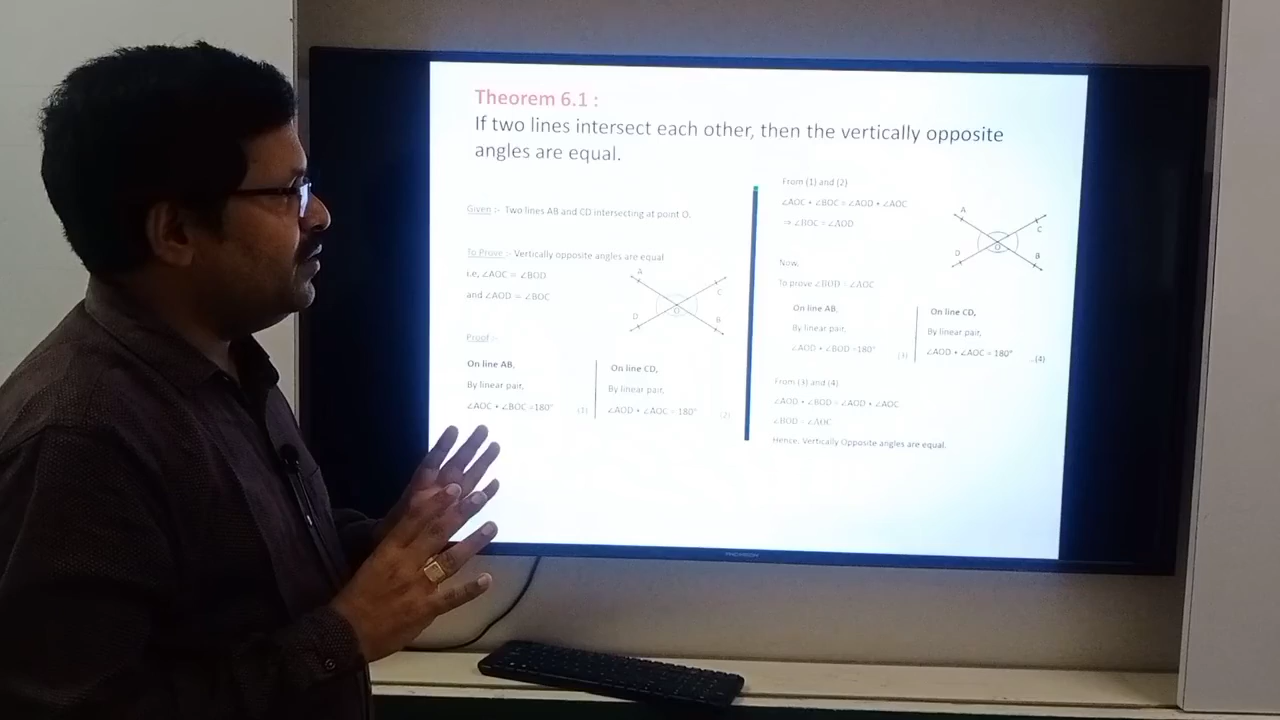 Theorem 6.1 :
If two lines intersect each other, then the vertically opposite
angles are equal.
Given :- Two lines AB and CD intersecting at point O.
To Prove :- Vertically opposite angles are equal
i.e, ∠AOC = ∠BOD
and ∠AOD = ∠BOC
A
C
O
D
B
Proof :-
On line AB,
By linear pair,
∠AOC + ∠BOC =180°
(1)
On line CD,
By linear pair,
∠AOD + ∠AOC = 180°
(2)
From (1) and (2)
∠AOC + ∠BOC = ∠AOD + ∠AOC
⇒ ∠BOC = ∠AOD
A
C
O
D
B
Now,
To prove ∠BOD = ∠AOC
On line AB,
By linear pair,
∠AOD + ∠BOD =180°
(3)
On line CD,
By linear pair,
∠AOD + ∠AOC = 180°
..(4)
From (3) and (4)
∠AOD + ∠BOD = ∠AOD + ∠AOC
∠BOD = ∠AOC
Hence, Vertically Opposite angles are equal.
THOMSON